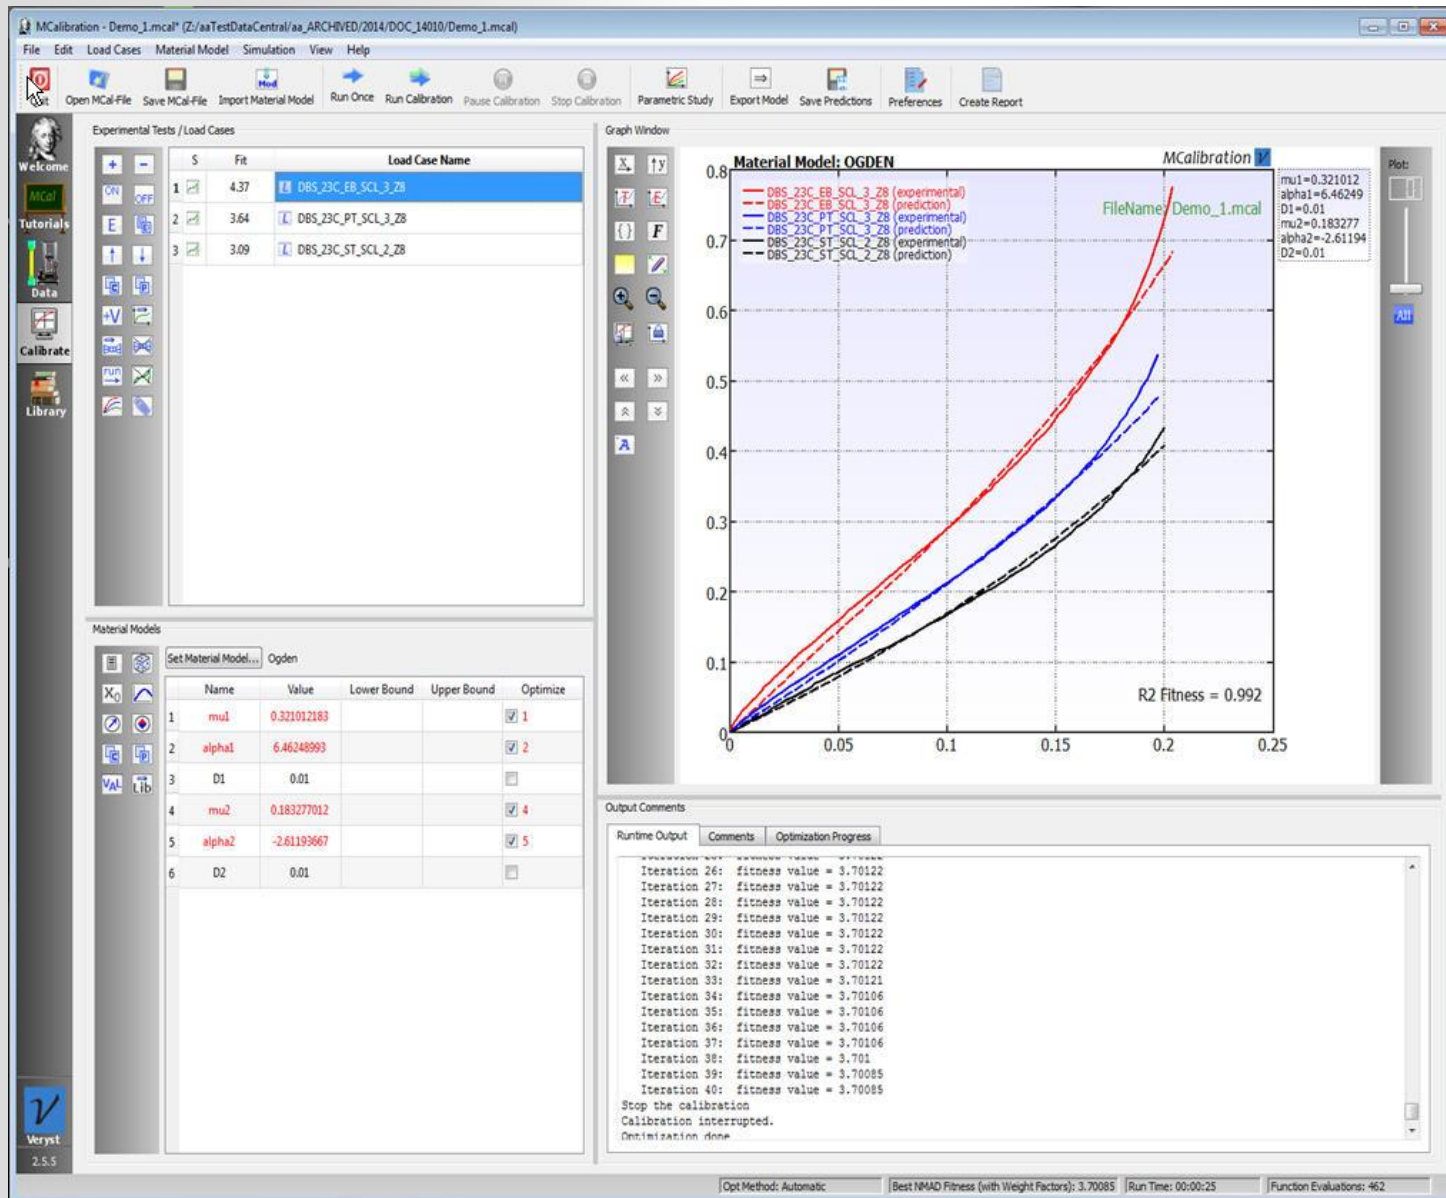 MCalibration - Demo_1.mcal* (Z:/aaTestDataCentral/aa_ARCHIVED/2014/DOC_14010/Demo_1.mcal)
File Edit Load Cases Material Model Simulation View Help
Open MCal-File Save MCal-File Import Material Model Run Once Run Calibration Pause Calibration Stop Calibration Parametric Study Export Model Save Predictions Preferences Create Report
Welcome
MCal
Tutorials
Data
Calibrate
Library
Veryst
2.5.5
Experimental Tests / Load Cases
ON OFF
E
+V
run
S Fit Load Case Name
1 4.37 L DBS_23C_EB_SCL_3_Z8
2 3.64 L DBS_23C_PT_SCL_3_Z8
3 3.09 L DBS_23C_ST_SCL_2_Z8
Material Models
X0
VAL Lib
Set Material Model... Ogden
Name Value Lower Bound Upper Bound Optimize
1 mu1 0.321012183 1
2 alpha1 6.46248993 2
3 D1 0.01
4 mu2 0.183277012 4
5 alpha2 -2.61193667 5
6 D2 0.01
Graph Window
{} F
A
Material Model: OGDEN
MCalibration
DBS_23C_EB_SCL_3_Z8 (experimental)
DBS_23C_EB_SCL_3_Z8 (prediction)
DBS_23C_PT_SCL_3_Z8 (experimental)
DBS_23C_PT_SCL_3_Z8 (prediction)
DBS_23C_ST_SCL_2_Z8 (experimental)
DBS_23C_ST_SCL_2_Z8 (prediction)
FileName: Demo_1.mcal
mu1=0.321012
alpha1=6.46249
D1=0.01
mu2=0.183277
alpha2=-2.61194
D2=0.01
0.8
0.7
0.6
0.5
0.4
0.3
0.2
0.1
0
R2 Fitness = 0.992
0 0.05 0.1 0.15 0.2 0.25
Plot:
All
Output Comments
Runtime Output Comments Optimization Progress
Iteration 26: fitness value = 3.70122
Iteration 27: fitness value = 3.70122
Iteration 28: fitness value = 3.70122
Iteration 29: fitness value = 3.70122
Iteration 30: fitness value = 3.70122
Iteration 31: fitness value = 3.70122
Iteration 32: fitness value = 3.70122
Iteration 33: fitness value = 3.70121
Iteration 34: fitness value = 3.70106
Iteration 35: fitness value = 3.70106
Iteration 36: fitness value = 3.70106
Iteration 37: fitness value = 3.70106
Iteration 38: fitness value = 3.701
Iteration 39: fitness value = 3.70085
Iteration 40: fitness value = 3.70085
Stop the calibration
Calibration interrupted.
Optimization done
Opt Method: Automatic Best NMAD Fitness (with Weight Factors): 3.70085 Run Time: 00:00:25 Function Evaluations: 462